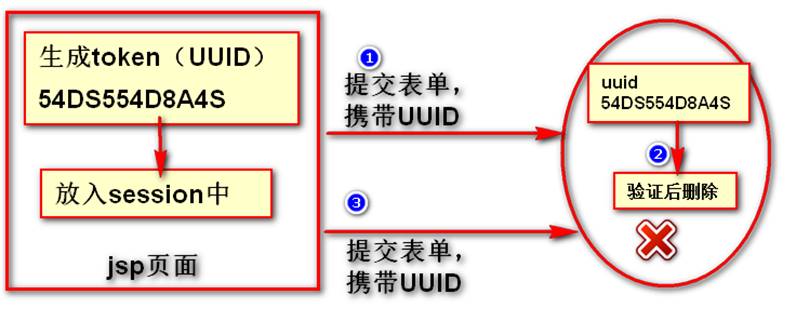 生成token（UUID）
54DS554D8A4S
放入session中
jsp页面
1
提交表单，
携带UUID
3
提交表单，
携带UUID
uuid
54DS554D8A4S
2
验证后删除